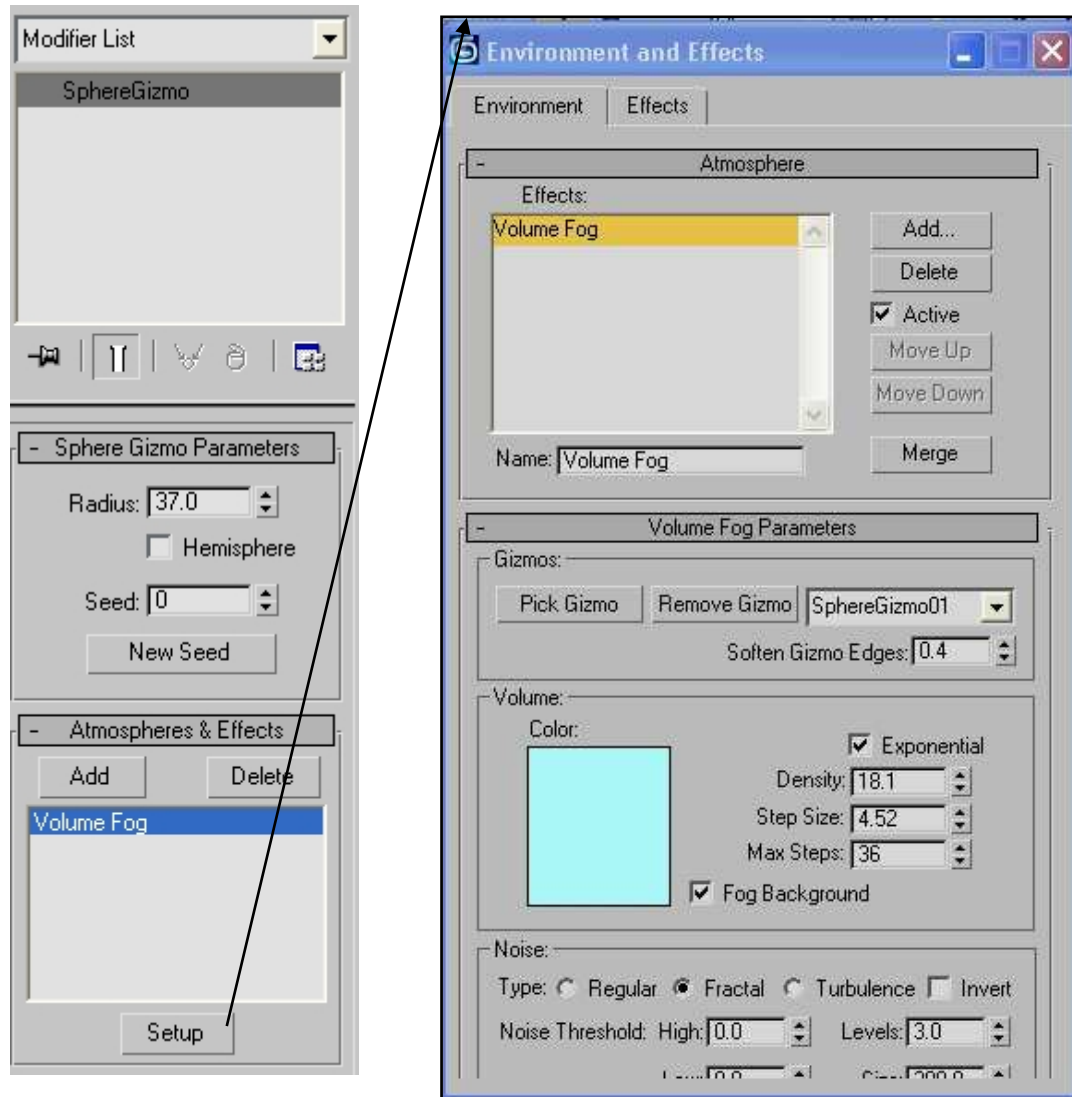 Modifier List
SphereGizmo
- Sphere Gizmo Parameters
Radius: 37.0
Hemisphere
Seed: 0
New Seed
- Atmospheres & Effects
Add Delete
Volume Fog
Setup
Environment and Effects
Environment Effects
- Atmosphere
Effects:
Volume Fog
Add...
Delete
Active
Move Up
Move Down
Name: Volume Fog
Merge
- Volume Fog Parameters
Gizmos:
Pick Gizmo Remove Gizmo SphereGizmo01
Soften Gizmo Edges: 0.4
Volume:
Color:
Exponential
Density: 18.1
Step Size: 4.52
Max Steps: 36
Fog Background
Noise:
Type: Regular Fractal Turbulence Invert
Noise Threshold: High: 0.0 Levels: 3.0